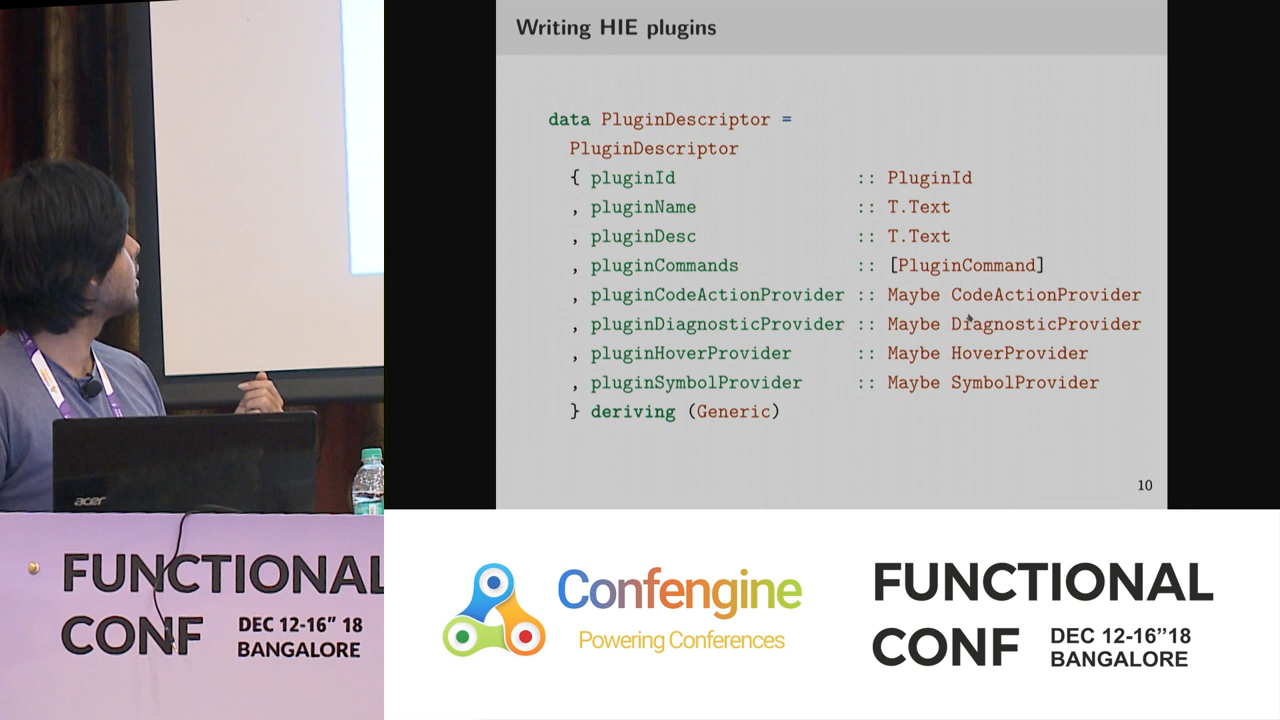 Writing HIE plugins
data PluginDescriptor =
PluginDescriptor
{ pluginId :: PluginId
, pluginName :: T.Text
, pluginDesc :: T.Text
, pluginCommands :: [PluginCommand]
, pluginCodeActionProvider :: Maybe CodeActionProvider
, pluginDiagnosticProvider :: Maybe DiagnosticProvider
, pluginHoverProvider :: Maybe HoverProvider
, pluginSymbolProvider :: Maybe SymbolProvider
} deriving (Generic)
10
acer
FUNCTIONAL
CONF
DEC 12-16" 18
BANGALORE
Confengine
Powering Conferences
FUNCTIONAL
CONF
DEC 12-16”18
BANGALORE